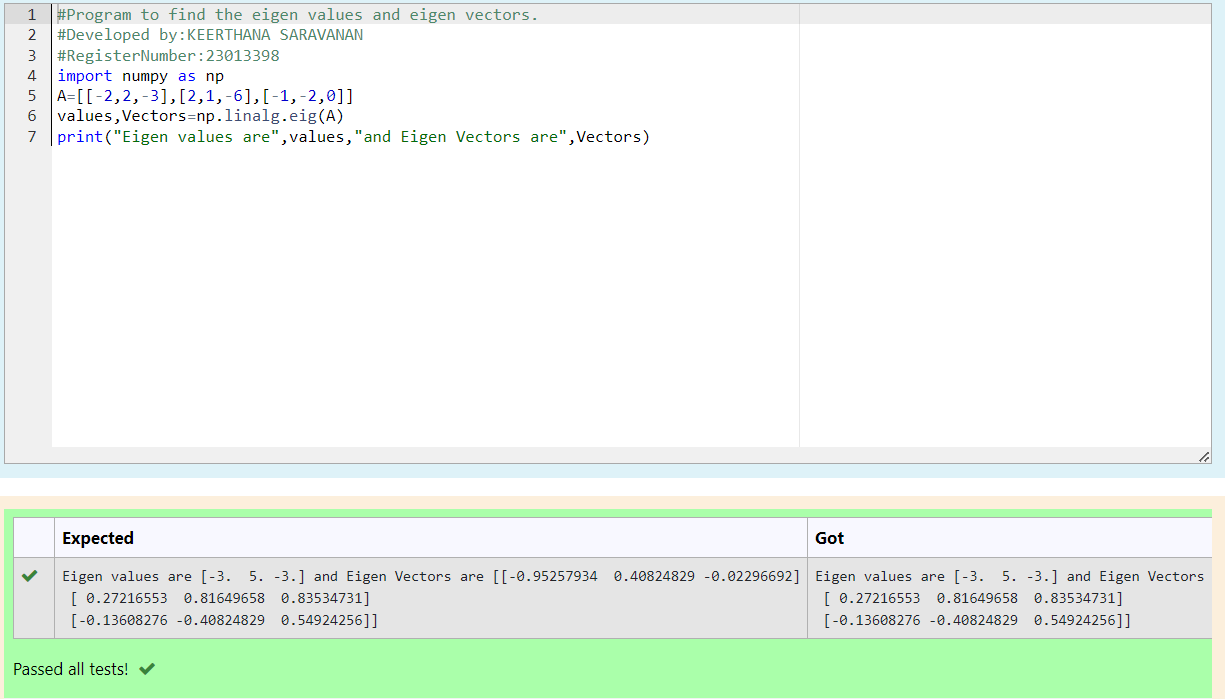 1 #Program to find the eigen values and eigen vectors.
2 #Developed by:KEERTHANA SARAVANAN
3 #RegisterNumber:23013398
4 import numpy as np
5 A=[[-2,2,-3],[2,1,-6],[-1,-2,0]]
6 values,Vectors=np.linalg.eig(A)
7 print("Eigen values are",values,"and Eigen Vectors are",Vectors)
Expected Got
Eigen values are [-3.  5. -3.] and Eigen Vectors are [[-0.95257934  0.40824829 -0.02296692] Eigen values are [-3.  5. -3.] and Eigen Vectors
[ 0.27216553  0.81649658  0.83534731] [ 0.27216553  0.81649658  0.83534731]
[-0.13608276 -0.40824829  0.54924256]] [-0.13608276 -0.40824829  0.54924256]]
Passed all tests!